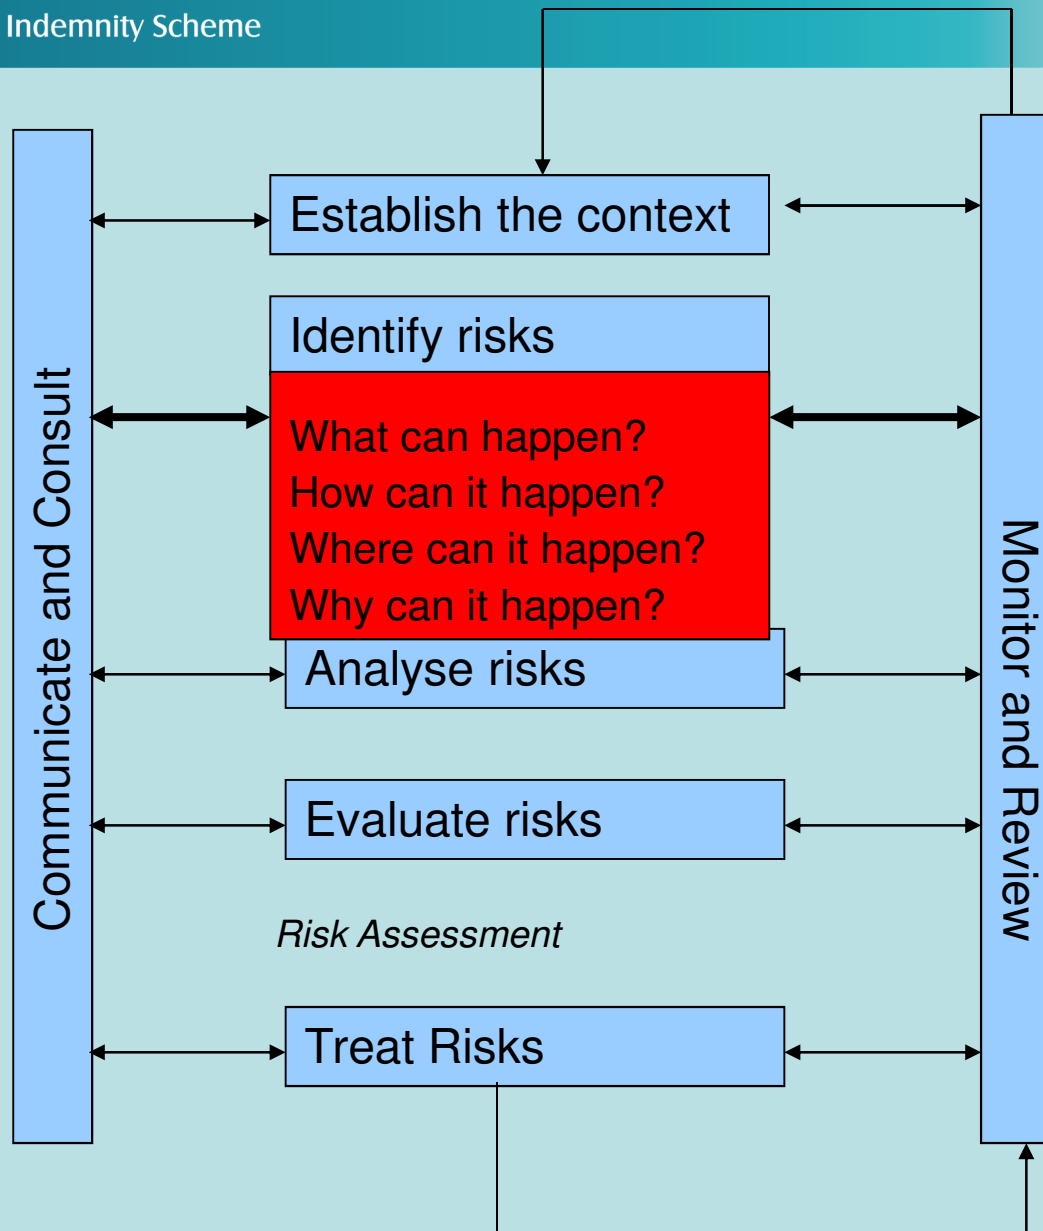 Indemnity Scheme
Establish the context
Identify risks
What can happen?
How can it happen?
Where can it happen?
Why can it happen?
Analyse risks
Evaluate risks
Risk Assessment
Treat Risks
Communicate and Consult
Monitor and Review